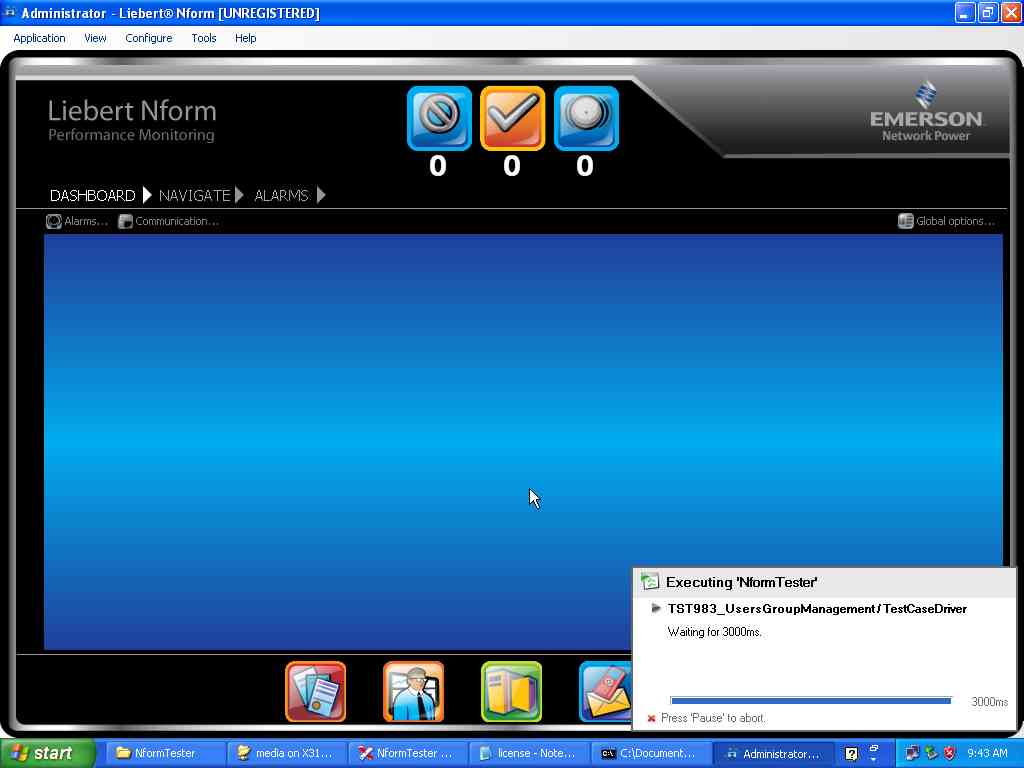 Administrator - Liebert® Nform [UNREGISTERED]
Application View Configure Tools Help
Liebert Nform
Performance Monitoring
0 0 0
EMERSON
Network Power
DASHBOARD NAVIGATE ALARMS
Alarms... Communication... Global options...
Executing 'NformTester'
TST983_UsersGroupManagement/TestCaseDriver
Waiting for 3000ms.
3000ms
Press 'Pause' to abort.
start NformTester media on X31... NformTester ... license - Note... C:\Document... Administrator... 9:43 AM